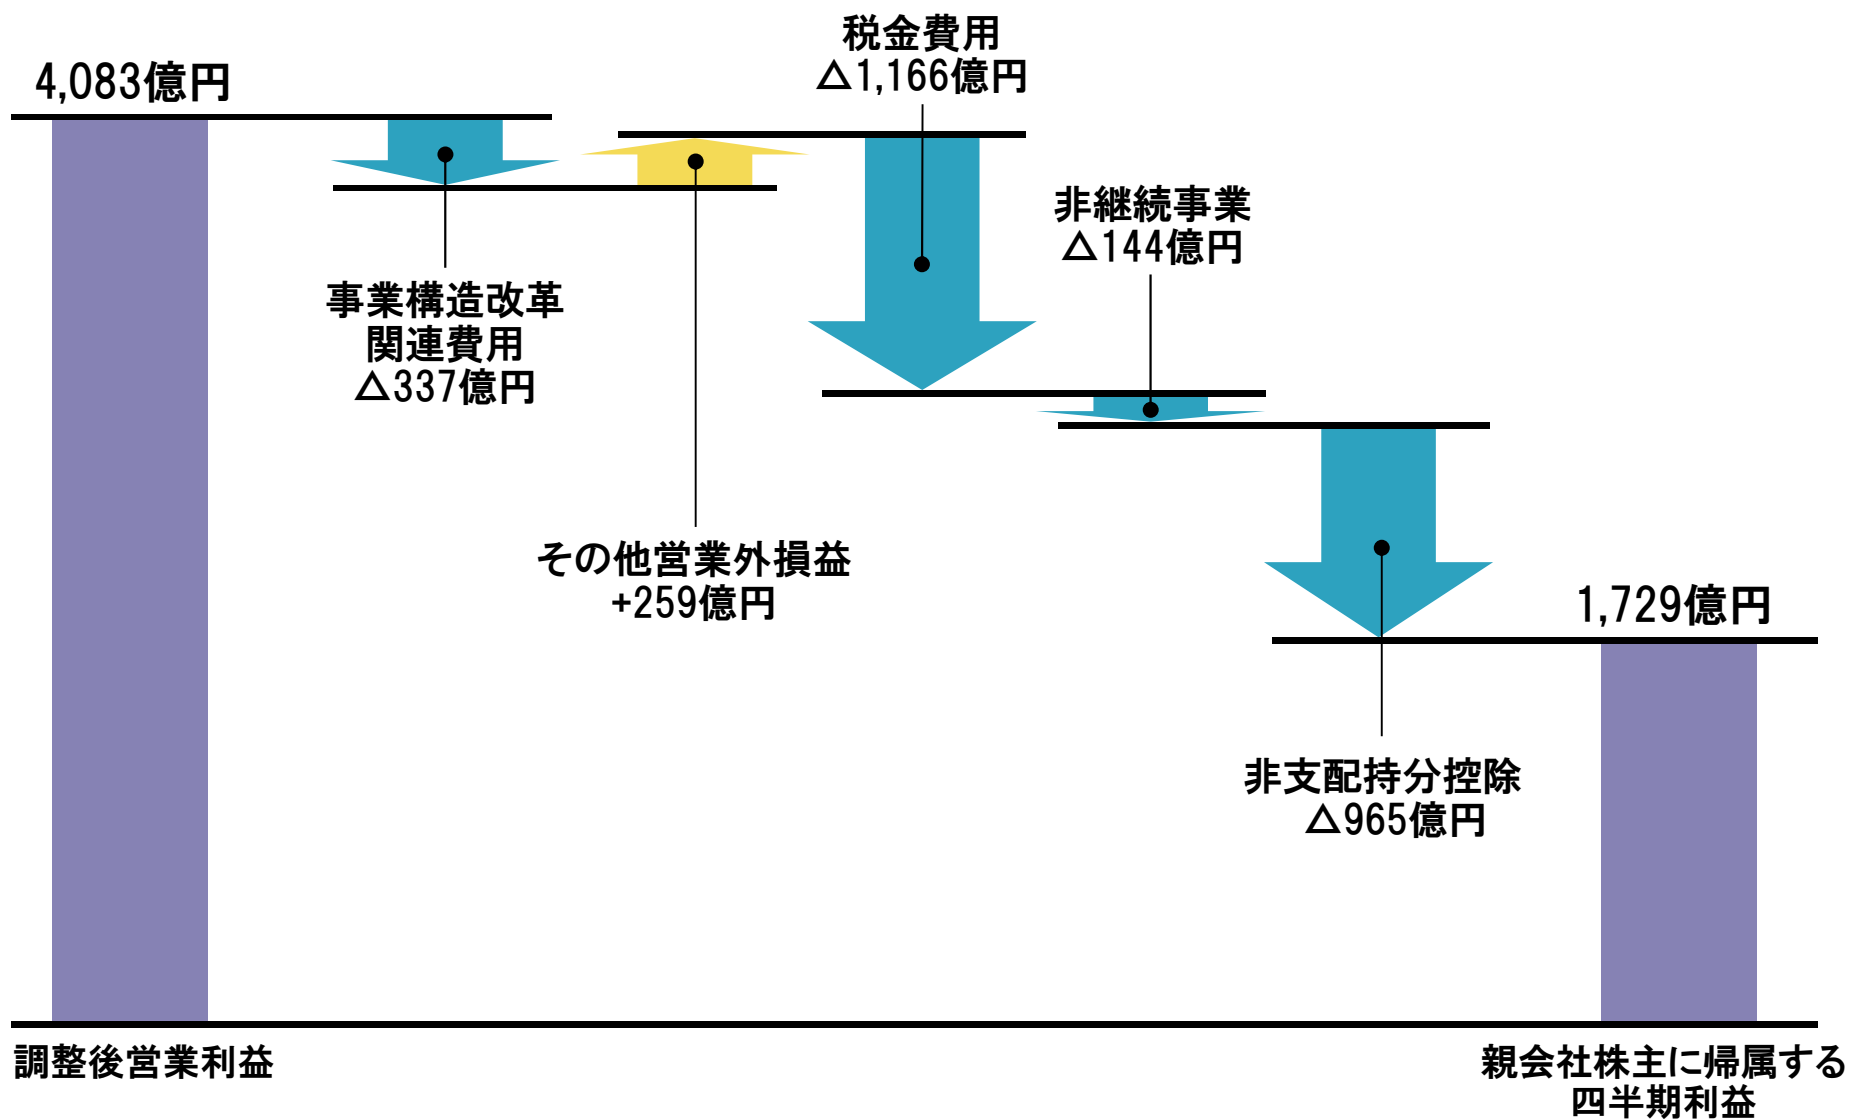 税金費用
△1,166億円
4,083億円
非継続事業
△144億円
事業構造改革
関連費用
△337億円
その他営業外損益
+259億円
1,729億円
非支配持分控除
△965億円
調整後営業利益
親会社株主に帰属する
四半期利益